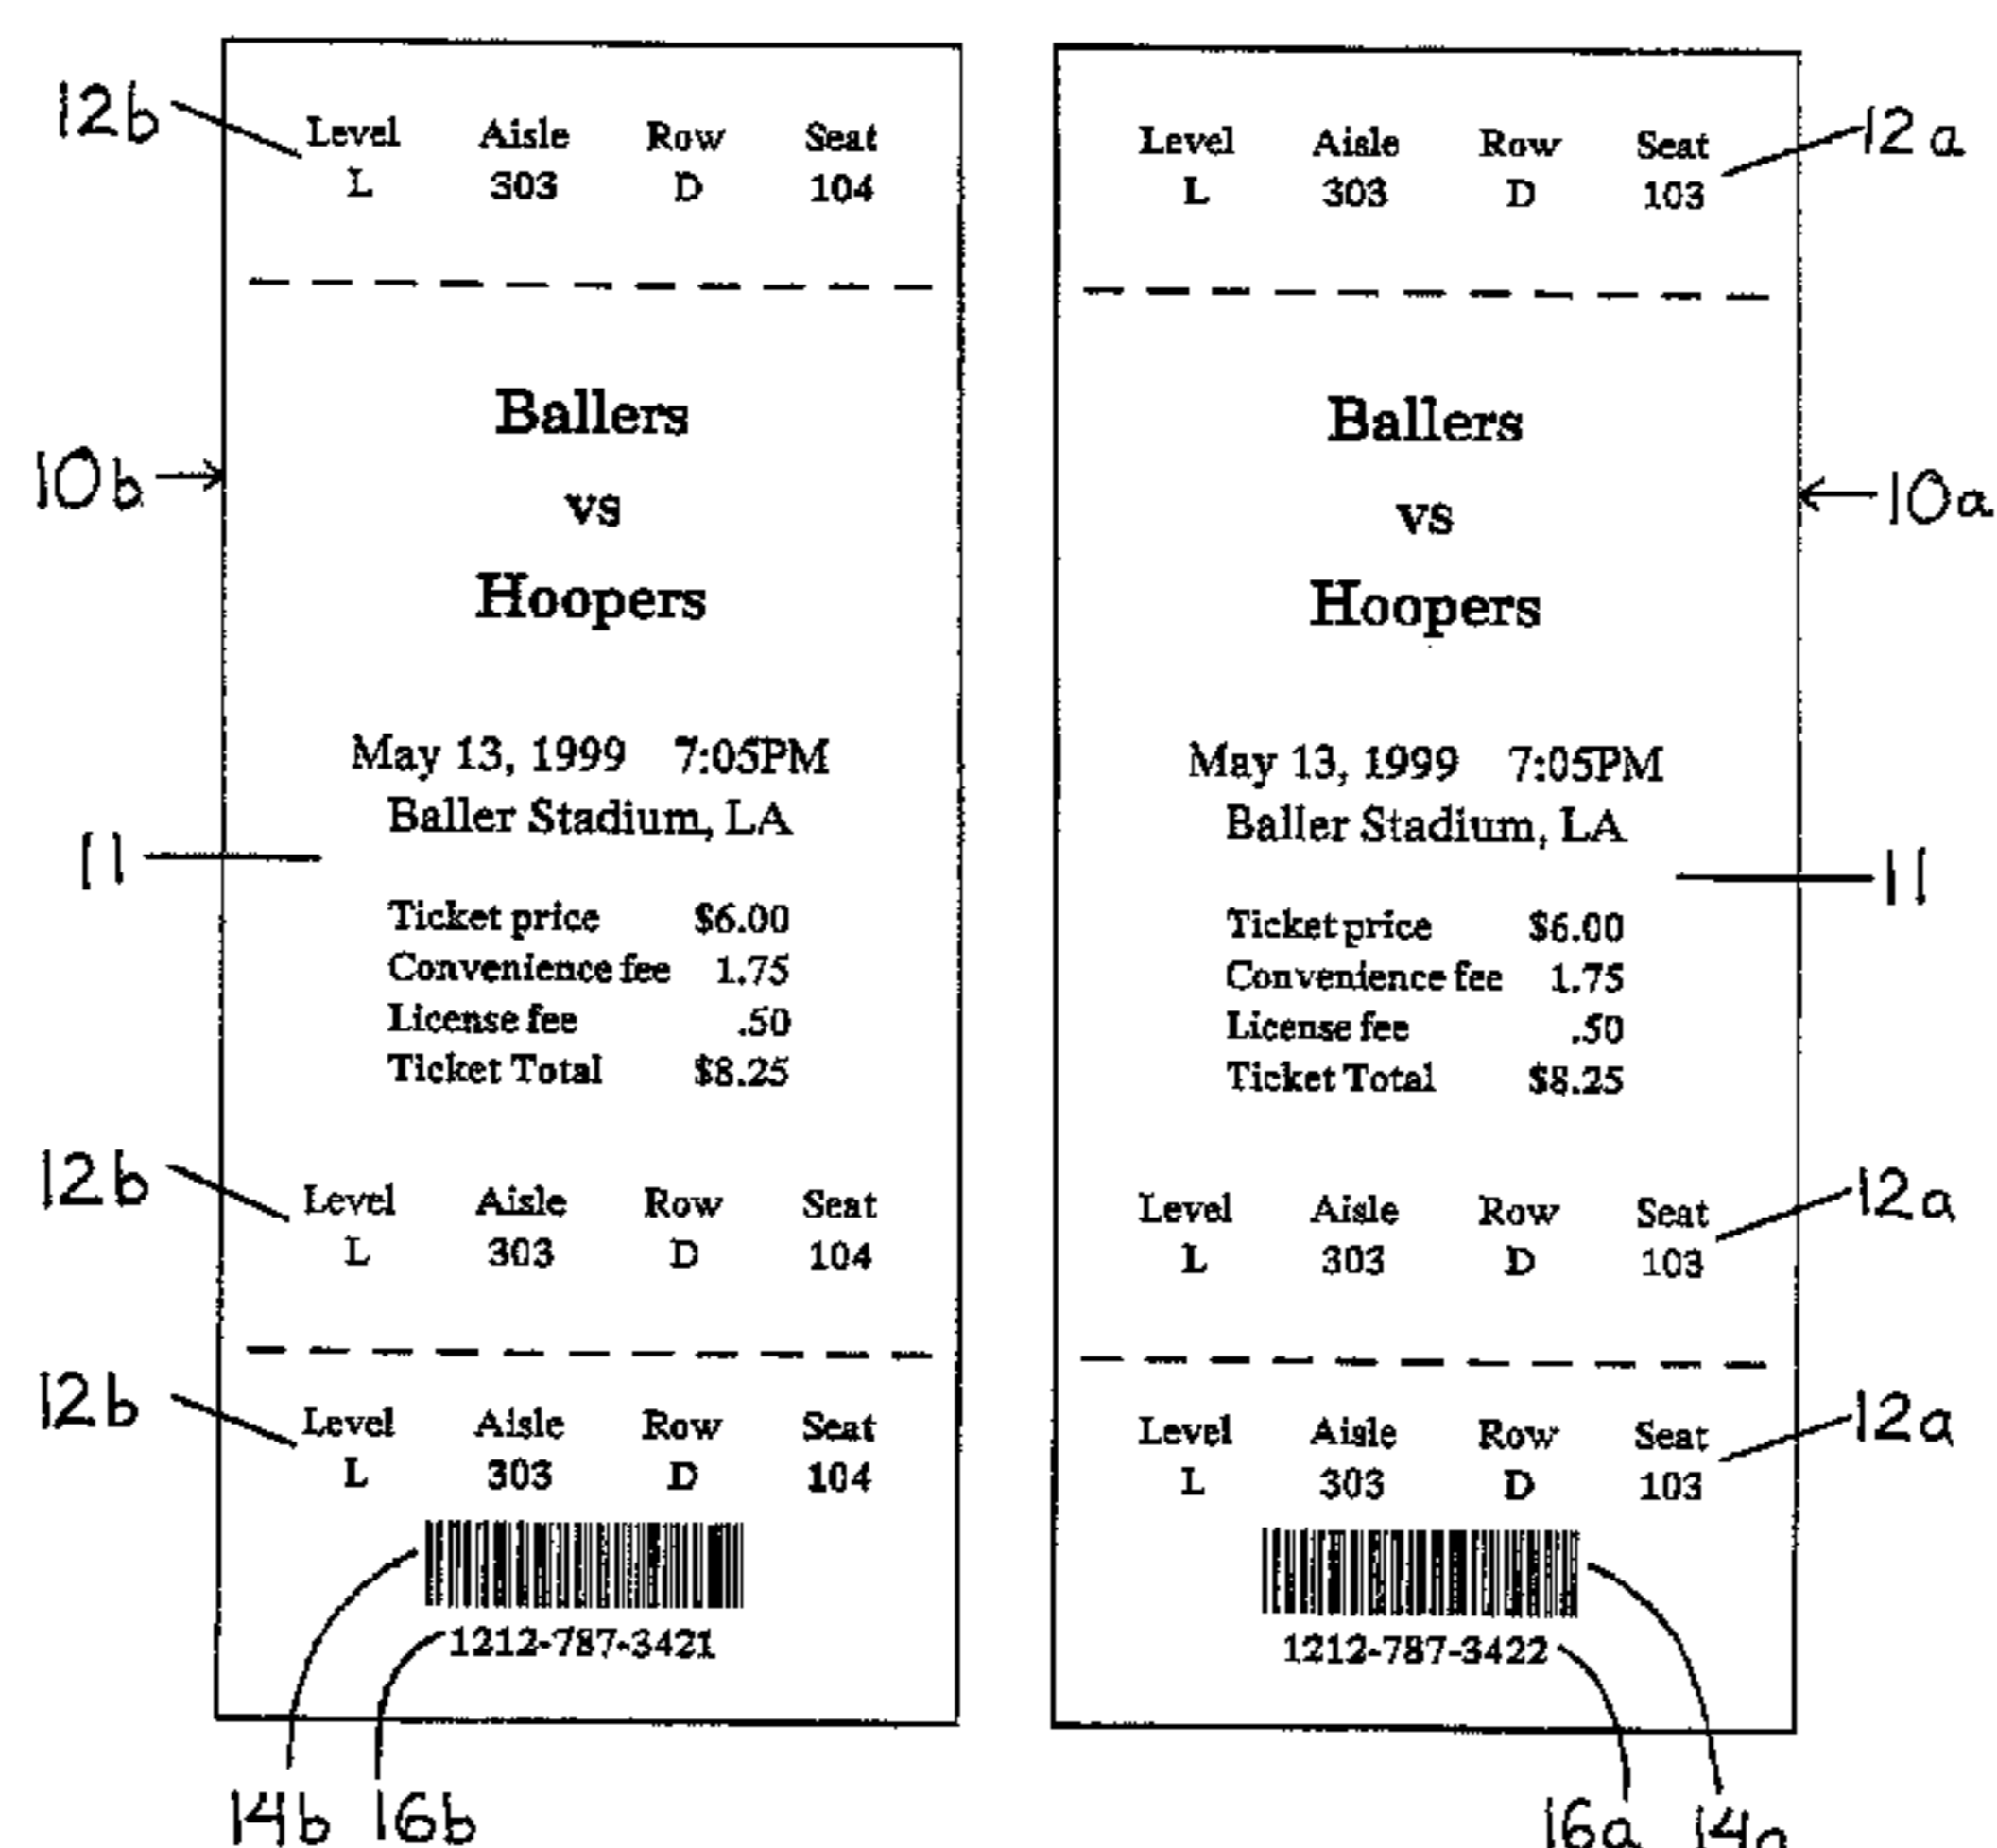 12b
Level Aisle Row Seat
L 303 D 104
10b
Ballers
vs
Hoopers
May 13, 1999 7:05PM
Baller Stadium, LA
11
Ticket price $6.00
Convenience fee 1.75
License fee .50
Ticket Total $8.25
12b
Level Aisle Row Seat
L 303 D 104
12b
Level Aisle Row Seat
L 303 D 104
1212-787-3421
14b 16b
12a
Level Aisle Row Seat
L 303 D 103
10a
Ballers
vs
Hoopers
May 13, 1999 7:05PM
Baller Stadium, LA
11
Ticket price $6.00
Convenience fee 1.75
License fee .50
Ticket Total $8.25
12a
Level Aisle Row Seat
L 303 D 103
12a
Level Aisle Row Seat
L 303 D 103
1212-787-3422
16a 14a